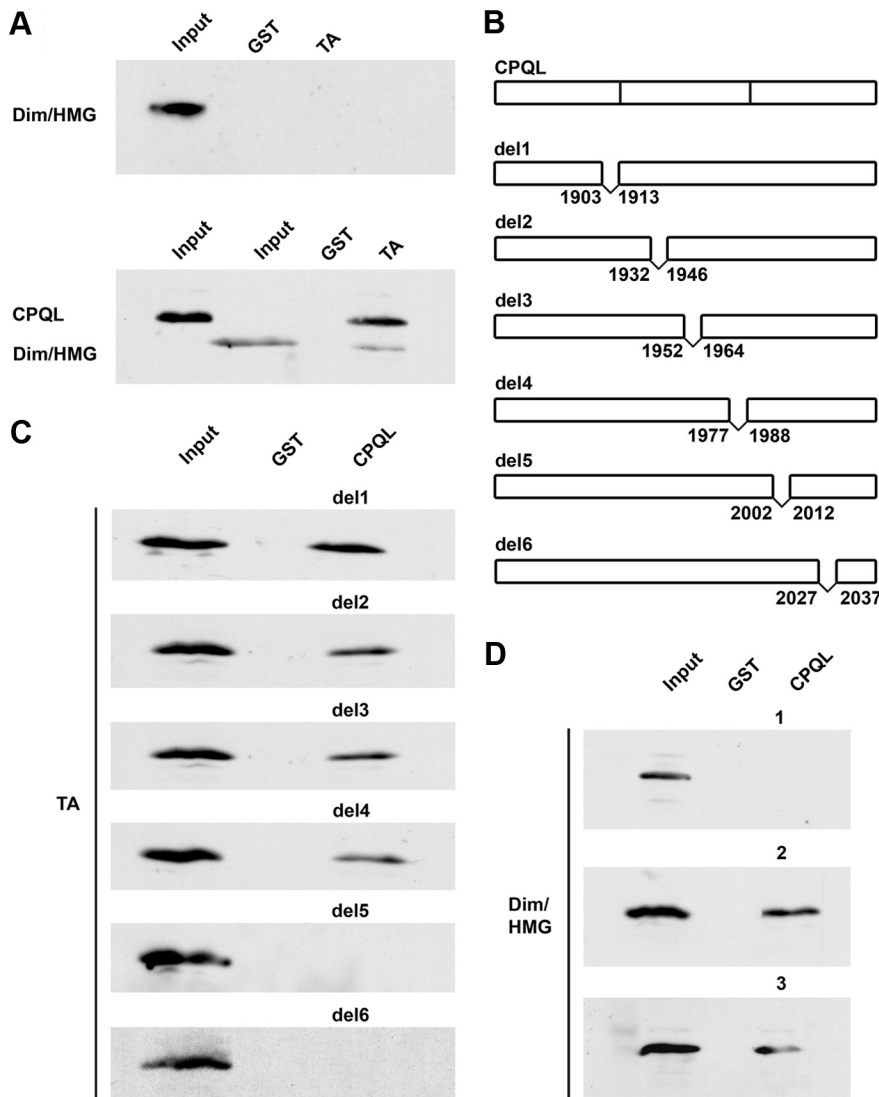 A
Input GST TA
Dim/HMG
Input Input GST TA
CPQL
Dim/HMG
B
CPQL
del1
1903 1913
del2
1932 1946
del3
1952 1964
del4
1977 1988
del5
2002 2012
del6
2027 2037
C
Input GST CPQL
del1
del2
del3
TA
del4
del5
del6
D
Input GST CPQL
1
2
Dim/
HMG
3